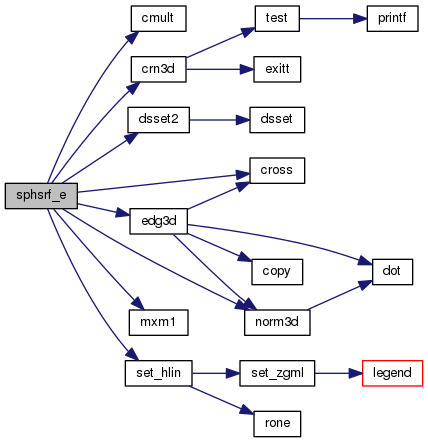 cmult
test
printf
crn3d
exitt
dsset2
dsset
cross
sphsrf_e
edg3d
copy
dot
mxm1
norm3d
set_hlin
set_zgml
legend
rone